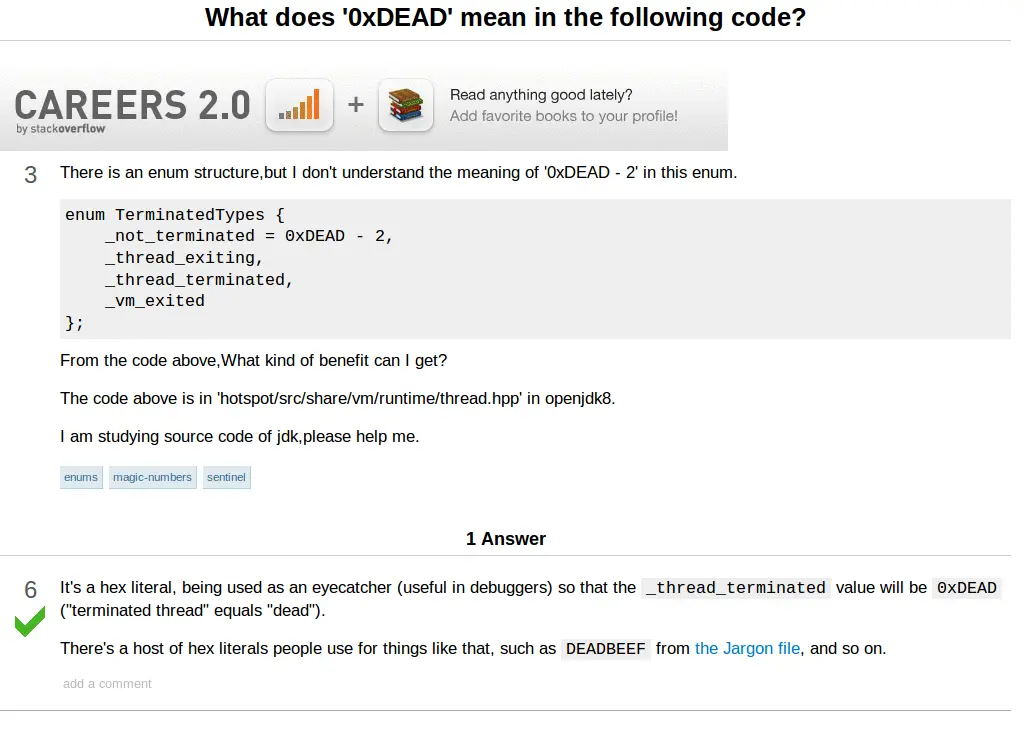 What does '0xDEAD' mean in the following code?
CAREERS 2.0
by stackoverflow
+
Read anything good lately?
Add favorite books to your profile!
3
There is an enum structure,but I don't understand the meaning of '0xDEAD - 2' in this enum.
enum TerminatedTypes {
    _not_terminated = 0xDEAD - 2,
    _thread_exiting,
    _thread_terminated,
    _vm_exited
};
From the code above,What kind of benefit can I get?
The code above is in 'hotspot/src/share/vm/runtime/thread.hpp' in openjdk8.
I am studying source code of jdk,please help me.
enums magic-numbers sentinel
1 Answer
6
It's a hex literal, being used as an eyecatcher (useful in debuggers) so that the _thread_terminated value will be 0xDEAD
("terminated thread" equals "dead").
There's a host of hex literals people use for things like that, such as DEADBEEF from the Jargon file, and so on.
add a comment